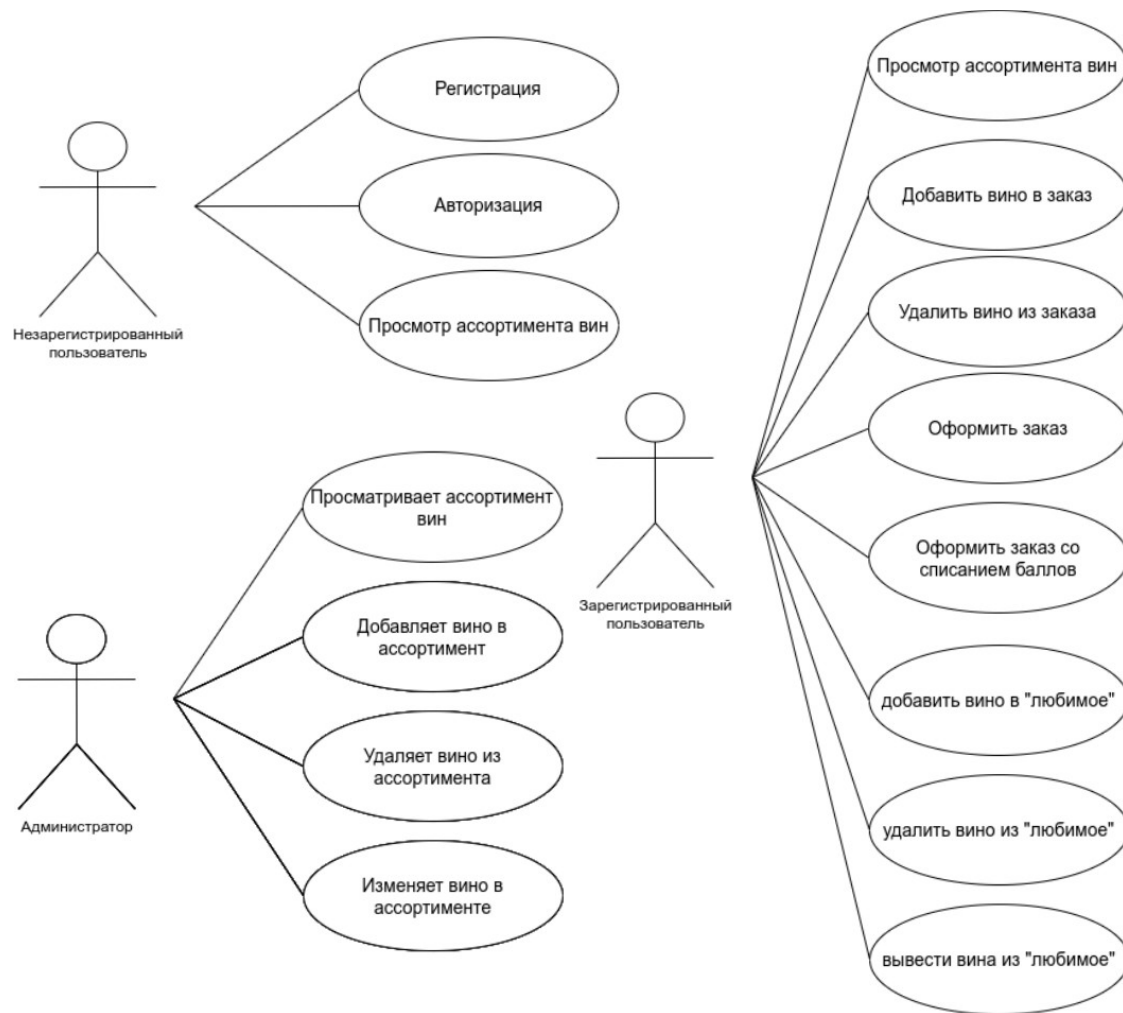 Регистрация
Авторизация
Просмотр ассортимента вин
Незарегистрированный
пользователь
Просматривает ассортимент
вин
Добавляет вино в
ассортимент
Удаляет вино из
ассортимента
Изменяет вино в
ассортименте
Администратор
Просмотр ассортимента вин
Добавить вино в заказ
Удалить вино из заказа
Оформить заказ
Оформить заказ со
списанием баллов
добавить вино в "любимое"
удалить вино из "любимое"
вывести вина из "любимое"
Зарегистрированный
пользователь